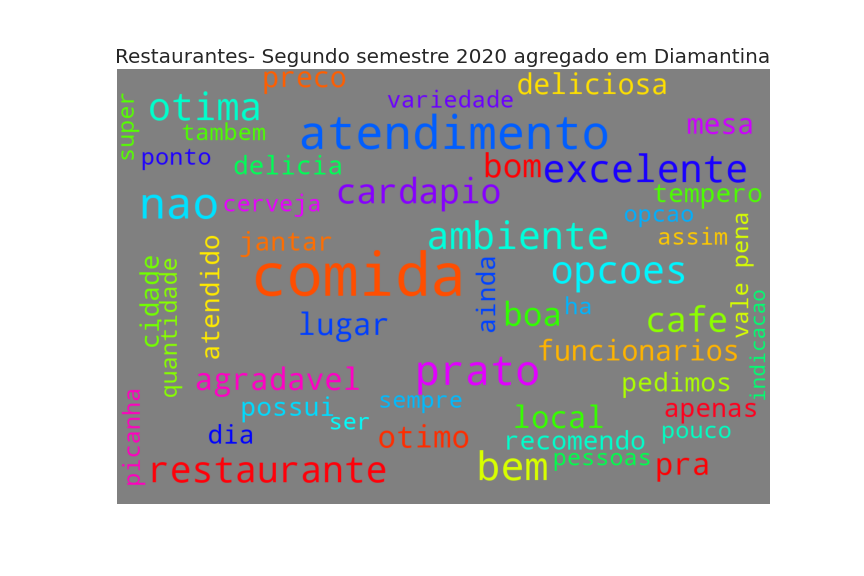 Restaurantes- Segundo semestre 2020 agregado em Diamantina
preco
deliciosa
variedade
otima
super
tambem
atendimento
mesa
ponto
delicia
bom
excelente
cardapio
tempero
nao
cerveja
opcao
assim
jantar
ambiente
vale pena
cidade
quantidade
atendido
comida
ainda
opcoes
lugar
boa
ha
cafe
indicacao
funcionarios
agradavel
prato
pedimos
possui
sempre
apenas
ser
local
pouco
picanha
dia
otimo
recomendo
pessoas
restaurante
bem
pra